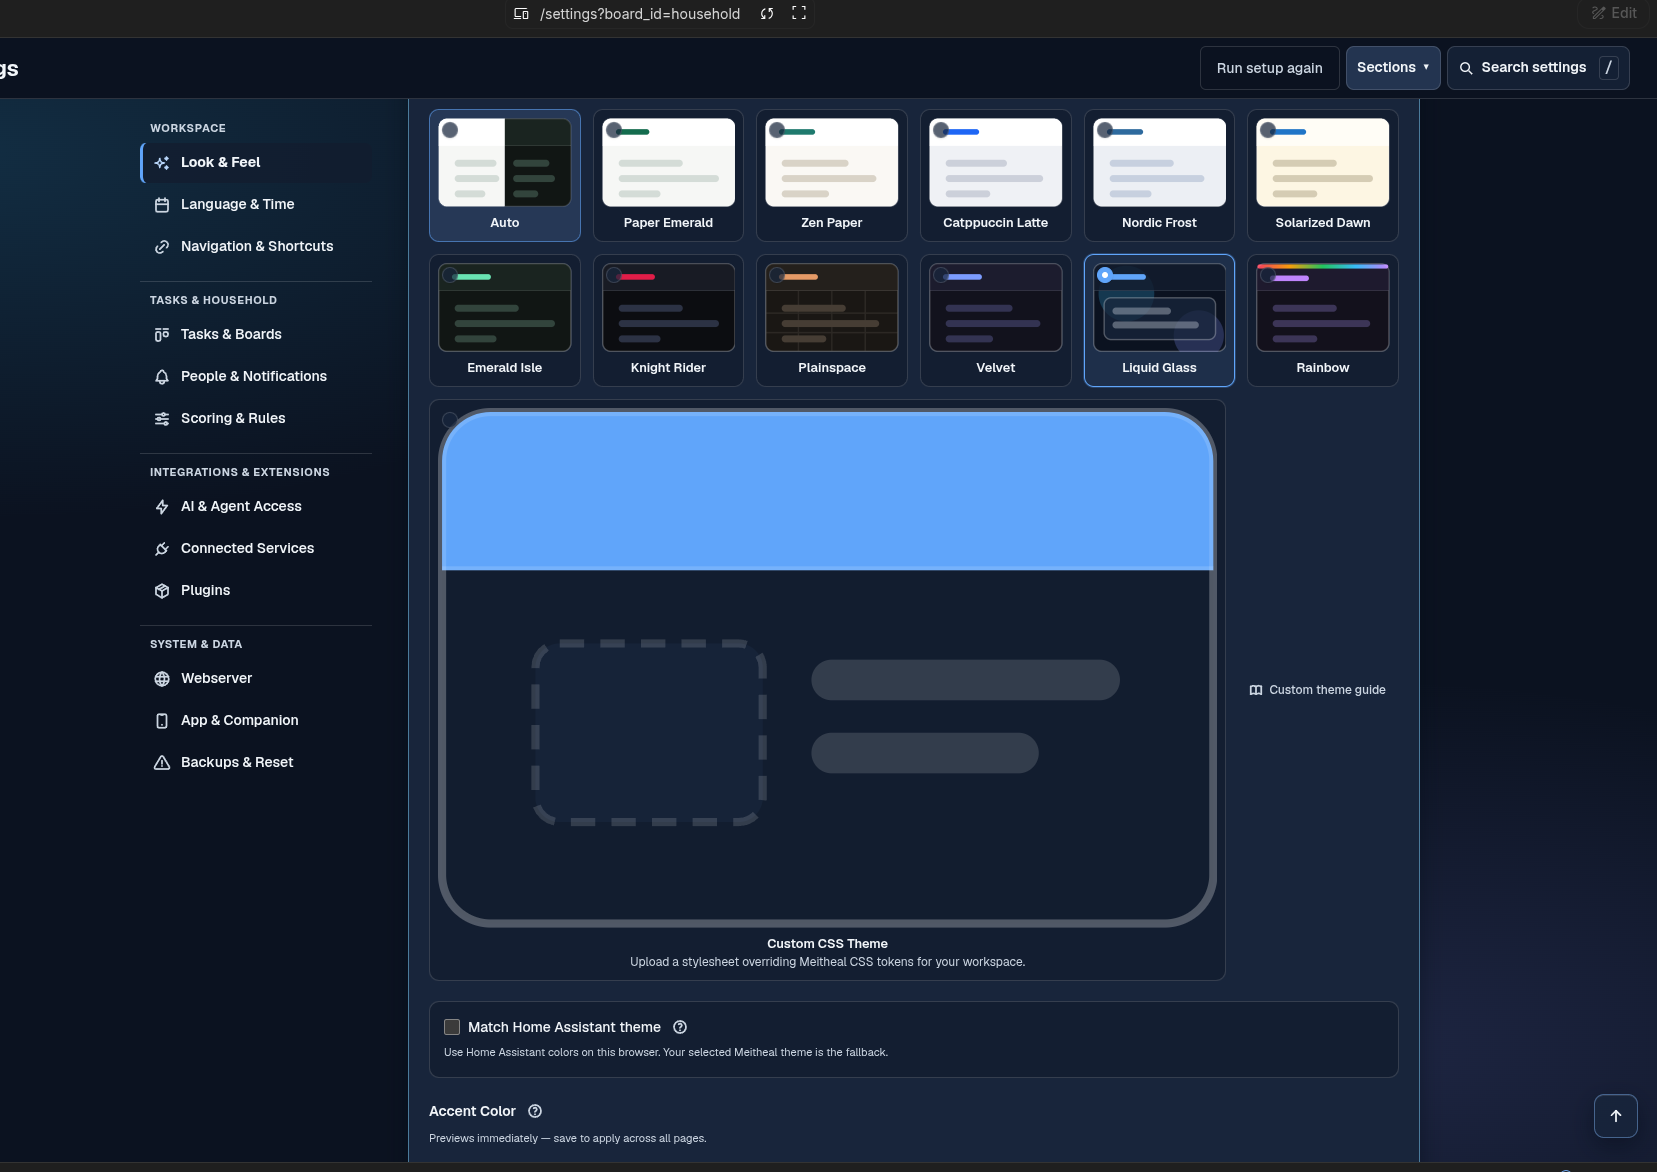 /settings?board_id=household
Edit
gs
Run setup again
Sections
Search settings
/
WORKSPACE
Look & Feel
Language & Time
Navigation & Shortcuts
TASKS & HOUSEHOLD
Tasks & Boards
People & Notifications
Scoring & Rules
INTEGRATIONS & EXTENSIONS
AI & Agent Access
Connected Services
Plugins
SYSTEM & DATA
Webserver
App & Companion
Backups & Reset
Auto
Paper Emerald
Zen Paper
Catppuccin Latte
Nordic Frost
Solarized Dawn
Emerald Isle
Knight Rider
Plainspace
Velvet
Liquid Glass
Rainbow
Custom CSS Theme
Upload a stylesheet overriding Meitheal CSS tokens for your workspace.
Custom theme guide
Match Home Assistant theme
Use Home Assistant colors on this browser. Your selected Meitheal theme is the fallback.
Accent Color
Previews immediately — save to apply across all pages.